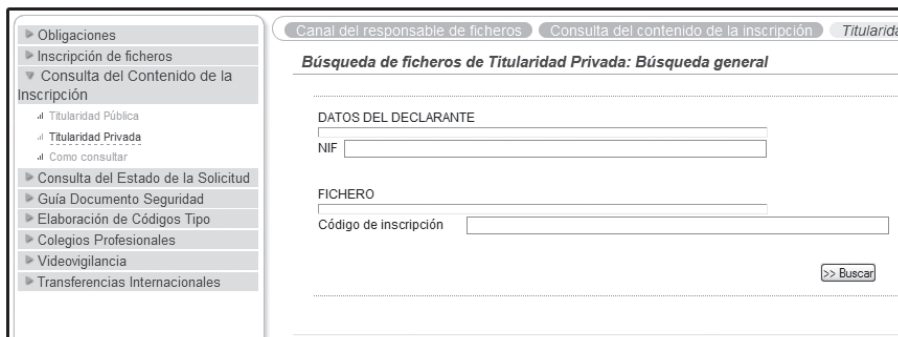 Obligaciones
Inscripción de ficheros
Consulta del Contenido de la
Inscripción
Titularidad Pública
Titularidad Privada
Como consultar
Consulta del Estado de la Solicitud
Guía Documento Seguridad
Elaboración de Códigos Tipo
Colegios Profesionales
Videovigilancia
Transferencias Internacionales
Canal del responsable de ficheros Consulta del contenido de la inscripción Titularida
Búsqueda de ficheros de Titularidad Privada: Búsqueda general
DATOS DEL DECLARANTE
NIF
FICHERO
Código de inscripción
>> Buscar